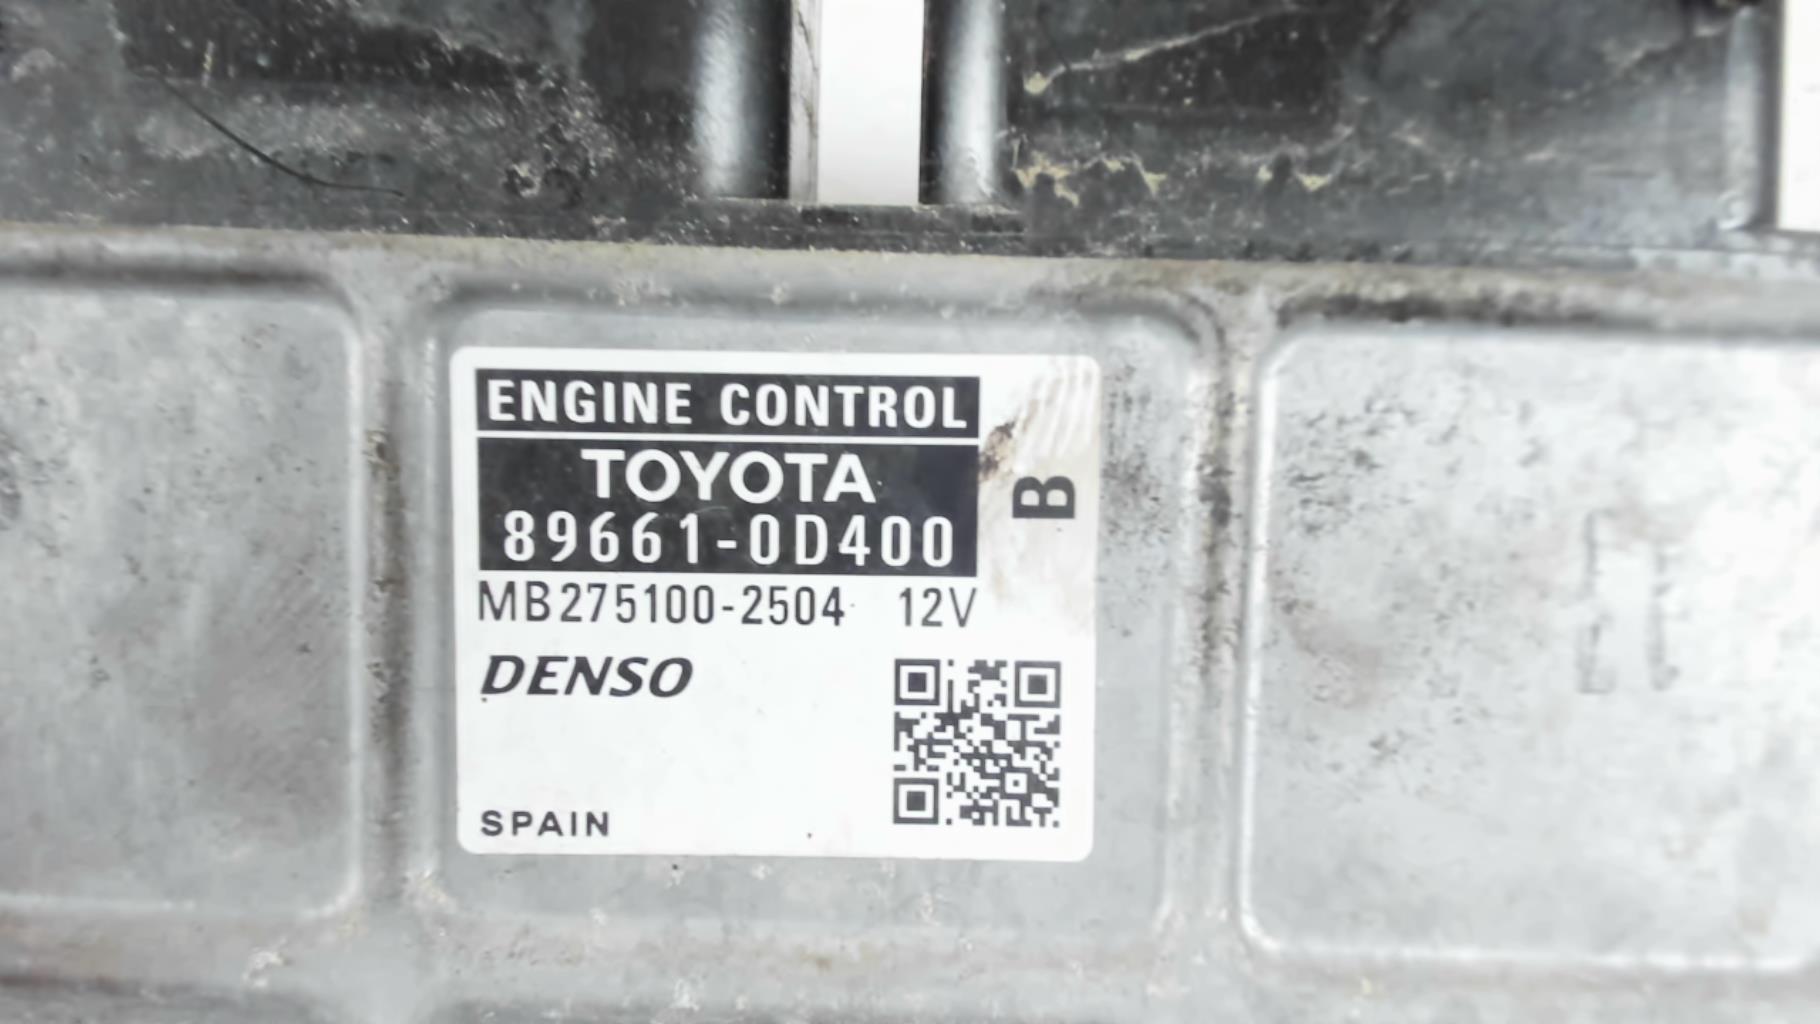 ENGINE CONTROL
TOYOTA
89661-0D400
B
MB275100-2504 12V
DENSO
SPAIN